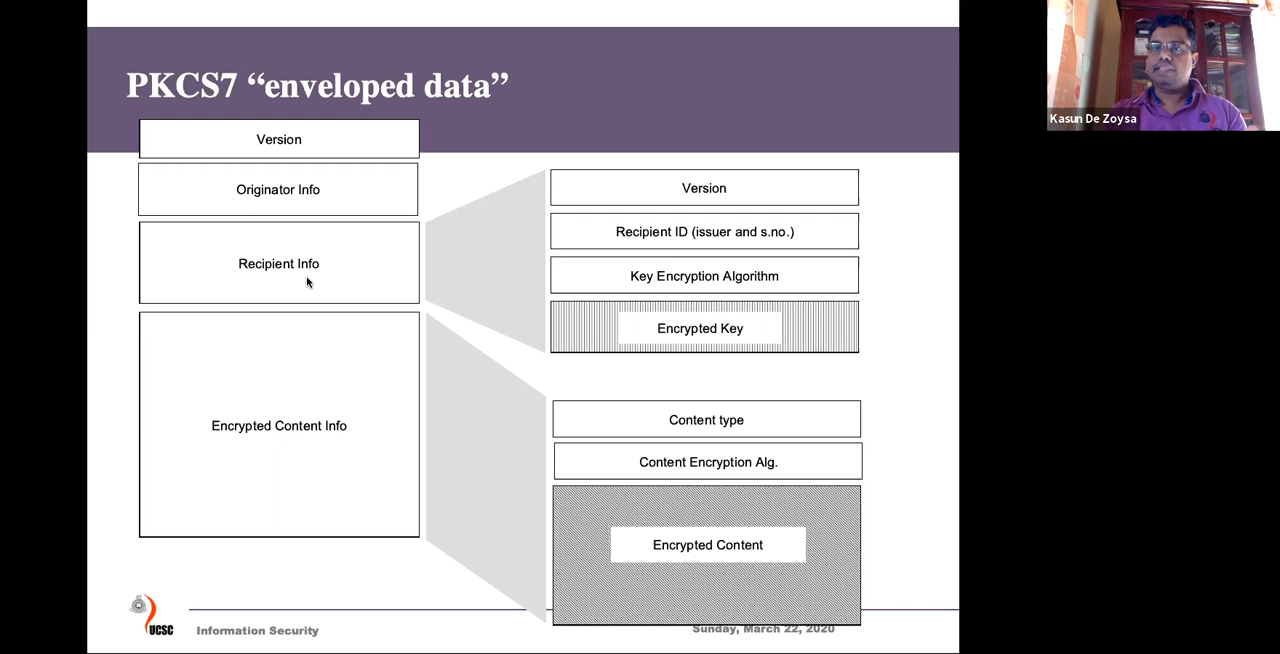 PKCS7 “enveloped data”
Version
Originator Info
Recipient Info
Encrypted Content Info
Version
Recipient ID (issuer and s.no.)
Key Encryption Algorithm
Encrypted Key
Content type
Content Encryption Alg.
Encrypted Content
UCSC
Information Security
Sunday, March 22, 2020
Kasun De Zoysa